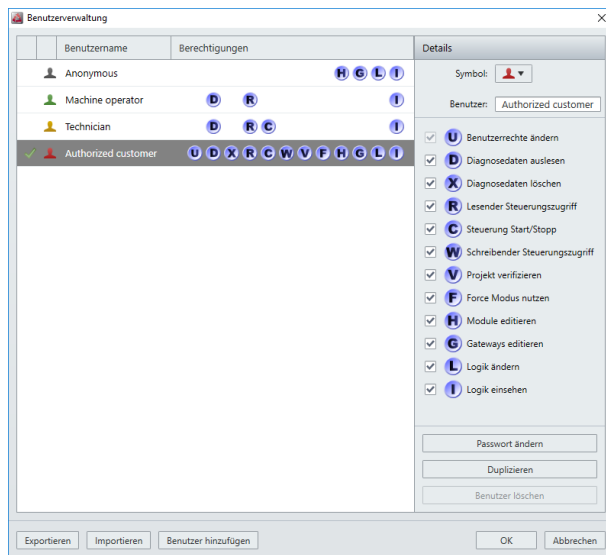 Benutzerverwaltung
Benutzername Berechtigungen
Anonymous H G L I
Machine operator D R I
Technician D R C I
Authorized customer U D X R C W V F H G L I
Details
Symbol:
Benutzer: Authorized customer
U Benutzerrechte ändern
D Diagnosedaten auslesen
X Diagnosedaten löschen
R Lesender Steuerungszugriff
C Steuerung Start/Stopp
W Schreibender Steuerungszugriff
V Projekt verifizieren
F Force Modus nutzen
H Module editieren
G Gateways editieren
L Logik ändern
I Logik einsehen
Passwort ändern
Duplizieren
Benutzer löschen
Exportieren Importieren Benutzer hinzufügen OK Abbrechen